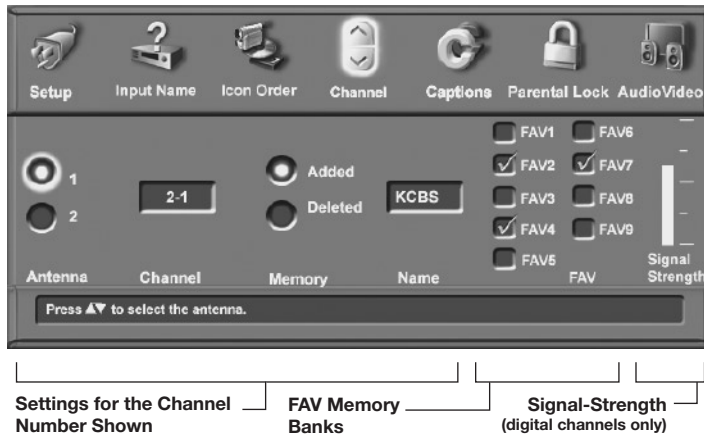 Setup Input Name Icon Order Channel Captions Parental Lock AudioVideo
FAV1 FAV6
1 Added FAV2 FAV7
2-1 KCBS FAV3 FAV8
2 Deleted FAV4 FAV9
FAV5
Antenna Channel Memory Name FAV Signal Strength
Press ▲▼ to select the antenna.
Settings for the Channel Number Shown
FAV Memory Banks
Signal-Strength
(digital channels only)